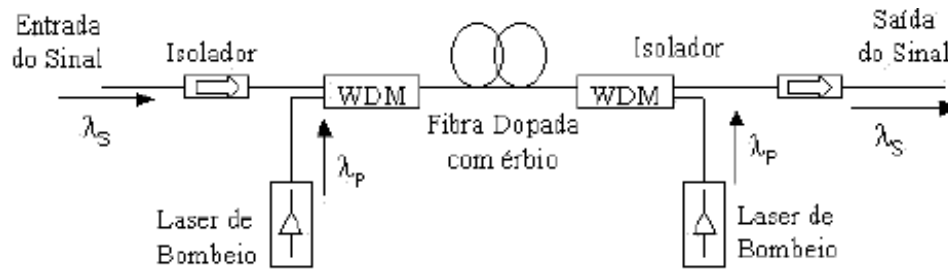 Entrada
do Sinal
Isolador
λS
WDM
λP
Laser de
Bombeio
Fibra Dopada
com érbio
WDM
Isolador
λP
Laser de
Bombeio
Saída
do Sinal
λS